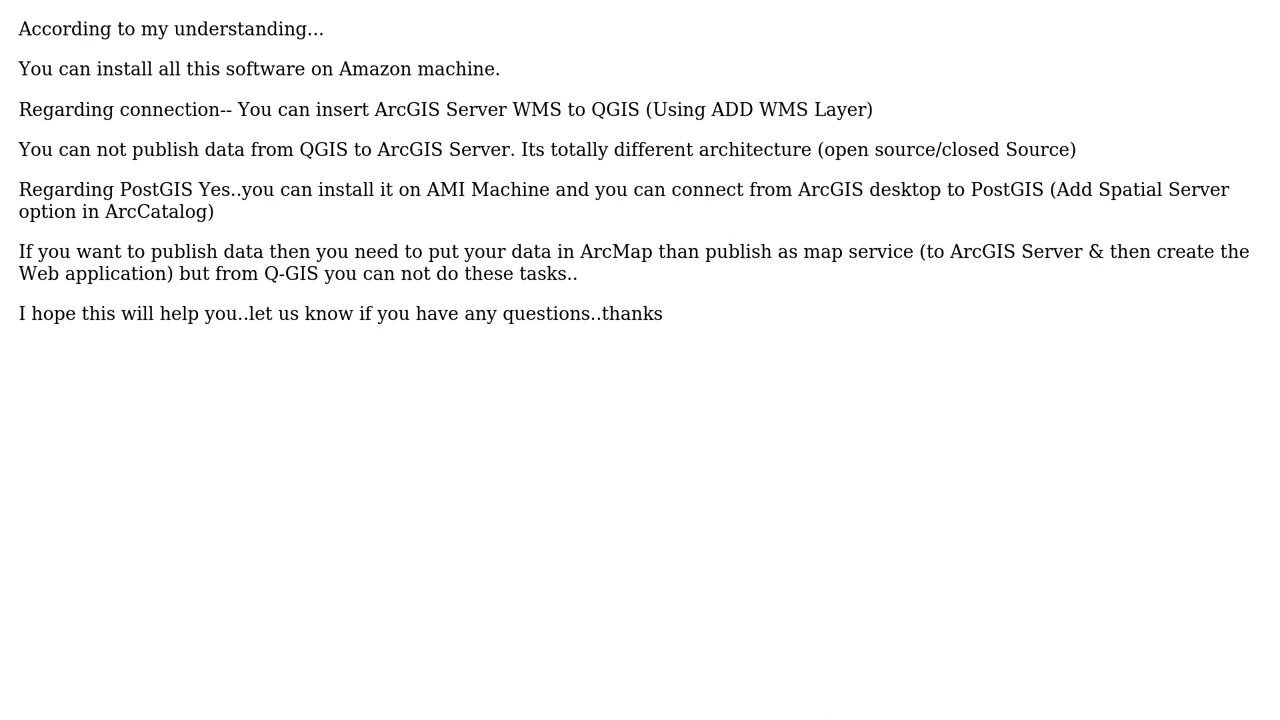 According to my understanding...
You can install all this software on Amazon machine.
Regarding connection-- You can insert ArcGIS Server WMS to QGIS (Using ADD WMS Layer)
You can not publish data from QGIS to ArcGIS Server. Its totally different architecture (open source/closed Source)
Regarding PostGIS Yes..you can install it on AMI Machine and you can connect from ArcGIS desktop to PostGIS (Add Spatial Server
option in ArcCatalog)
If you want to publish data then you need to put your data in ArcMap than publish as map service (to ArcGIS Server & then create the
Web application) but from Q-GIS you can not do these tasks..
I hope this will help you..let us know if you have any questions..thanks